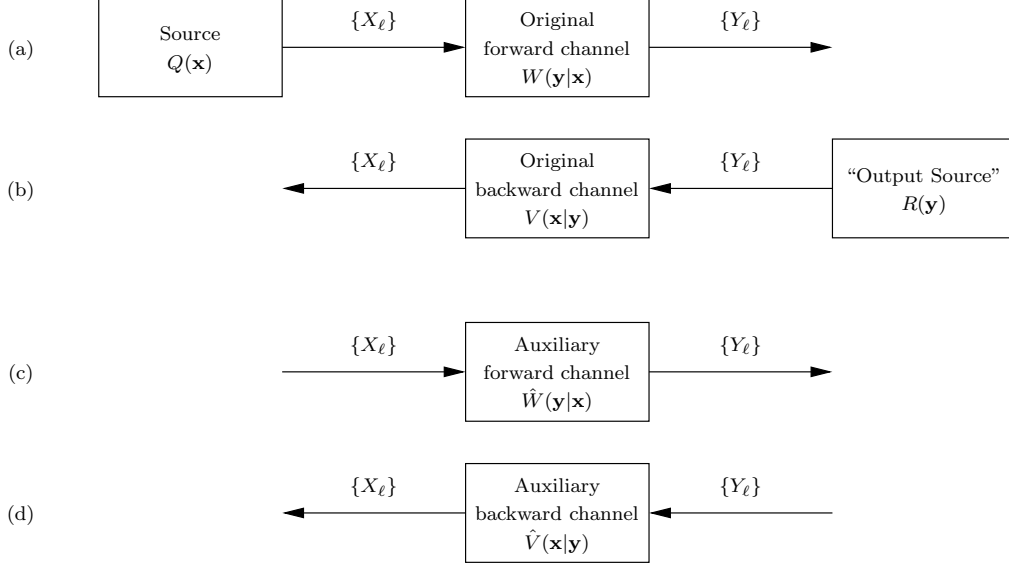 (a)
Source
Q(𝐱)
{X_ℓ}
Original
forward channel
W(𝐲|𝐱)
{Y_ℓ}
(b)
{X_ℓ}
Original
backward channel
V(𝐱|𝐲)
{Y_ℓ}
“Output Source”
R(𝐲)
(c)
{X_ℓ}
Auxiliary
forward channel
Ŵ(𝐲|𝐱)
{Y_ℓ}
(d)
{X_ℓ}
Auxiliary
backward channel
V̂(𝐱|𝐲)
{Y_ℓ}